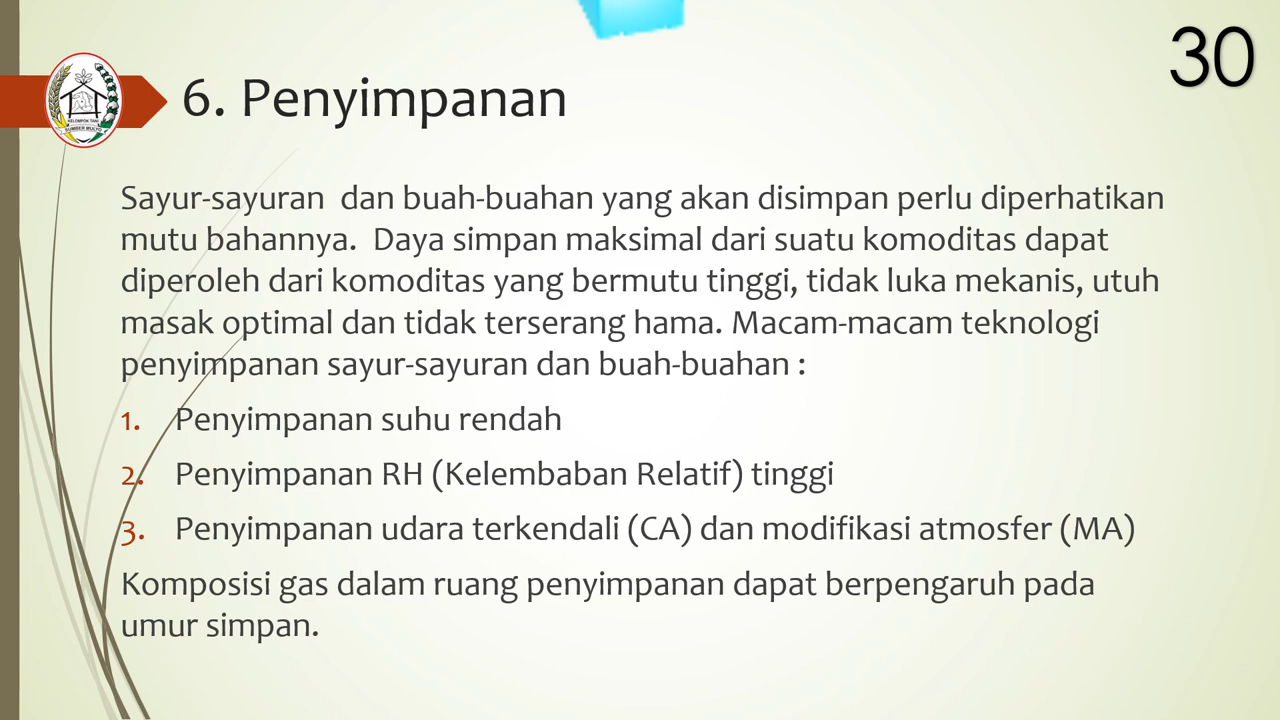 30
6. Penyimpanan
KELOMPOK TANI
SUMBER MULYO
Sayur-sayuran  dan buah-buahan yang akan disimpan perlu diperhatikan
mutu bahannya.  Daya simpan maksimal dari suatu komoditas dapat
diperoleh dari komoditas yang bermutu tinggi, tidak luka mekanis, utuh
masak optimal dan tidak terserang hama. Macam-macam teknologi
penyimpanan sayur-sayuran dan buah-buahan :
1. Penyimpanan suhu rendah
2. Penyimpanan RH (Kelembaban Relatif) tinggi
3. Penyimpanan udara terkendali (CA) dan modifikasi atmosfer (MA)
Komposisi gas dalam ruang penyimpanan dapat berpengaruh pada
umur simpan.